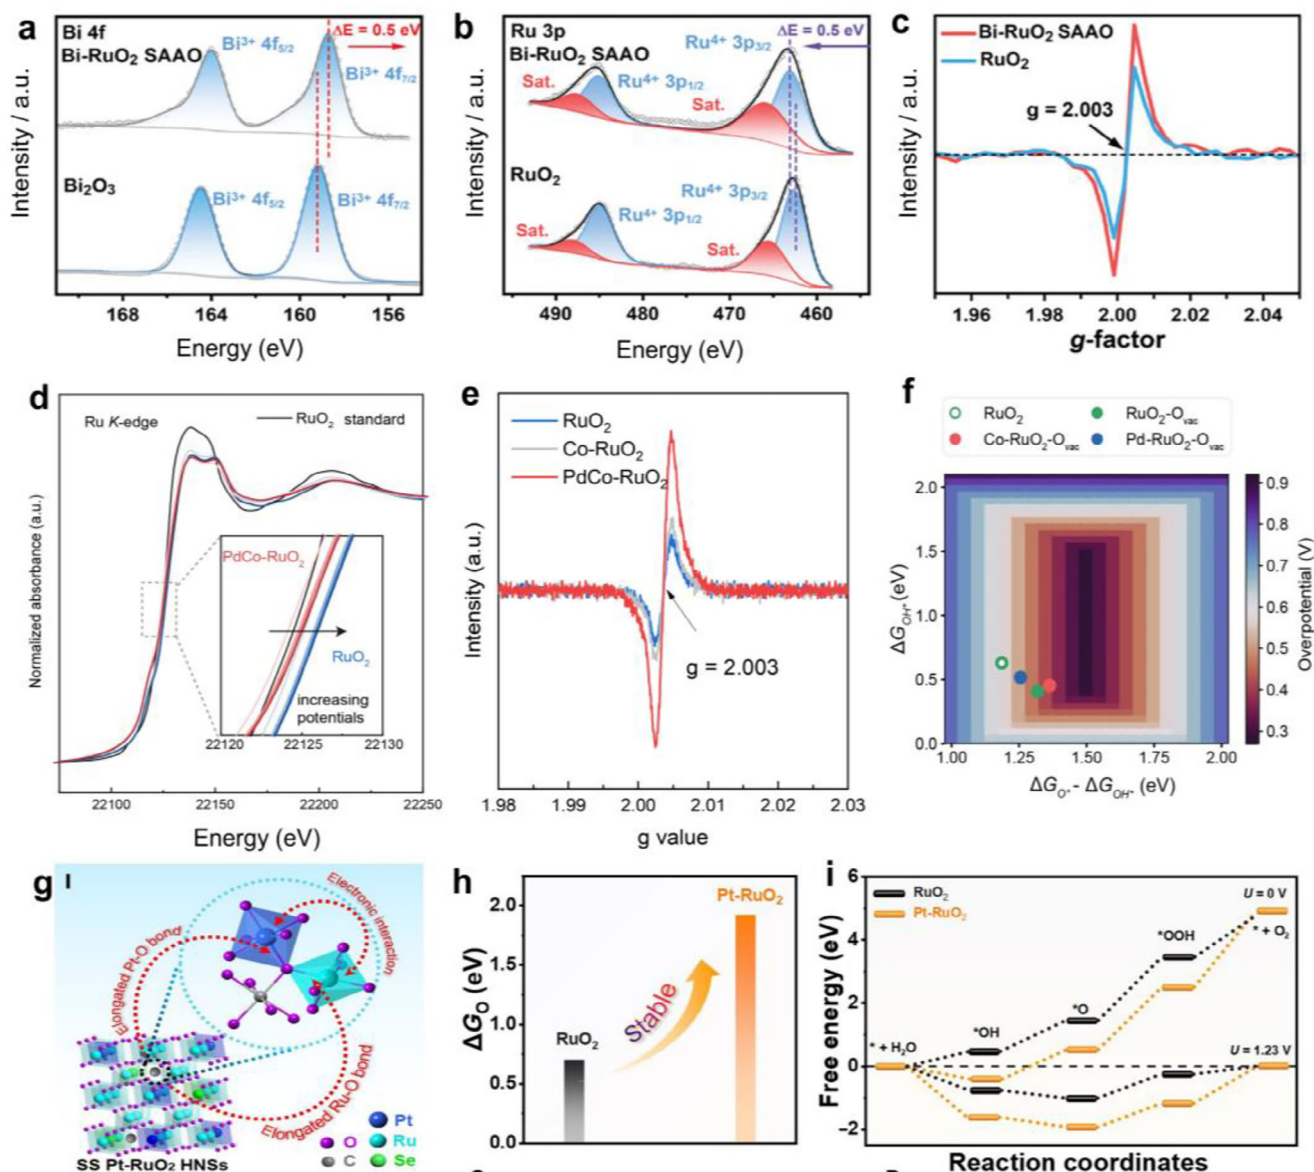 a
Bi 4f
Bi-RuO₂ SAAO
Bi³⁺ 4f₅/₂
ΔE = 0.5 eV
Bi³⁺ 4f₇/₂
Bi₂O₃
Bi³⁺ 4f₅/₂
Bi³⁺ 4f₇/₂
Intensity / a.u.
168 164 160 156
Energy (eV)
b
Ru 3p
Bi-RuO₂ SAAO
Ru⁴⁺ 3p₃/₂
ΔE = 0.5 eV
Sat.
Ru⁴⁺ 3p₁/₂
Sat.
RuO₂
Ru⁴⁺ 3p₃/₂
Ru⁴⁺ 3p₁/₂
Sat.
Sat.
Intensity / a.u.
490 480 470 460
Energy (eV)
c
Bi-RuO₂ SAAO
RuO₂
g = 2.003
Intensity / a.u.
1.96 1.98 2.00 2.02 2.04
g-factor
d
Ru K-edge
RuO₂ standard
PdCo-RuO₂
RuO₂
increasing
potentials
22120 22125 22130
Normalized absorbance (a.u.)
22100 22150 22200 22250
Energy (eV)
e
RuO₂
Co-RuO₂
PdCo-RuO₂
g = 2.003
Intensity (a.u.)
1.98 1.99 2.00 2.01 2.02 2.03
g value
f
RuO₂ RuO₂-Oᵥₐc
Co-RuO₂-Oᵥₐc Pd-RuO₂-Oᵥₐc
2.0
1.5
1.0
0.5
0.0
ΔG_OH* (eV)
1.00 1.25 1.50 1.75 2.00
ΔG_O* - ΔG_OH* (eV)
0.9
0.8
0.7
0.6
0.5
0.4
0.3
Overpotential (V)
g
I
Electronic interaction
Elongated Pt-O bond
Elongated Ru-O bond
Pt
O Ru
C Se
SS Pt-RuO₂ HNSs
h
Pt-RuO₂
RuO₂
Stable
2.0
1.5
1.0
0.5
0.0
ΔG_O (eV)
i
RuO₂
Pt-RuO₂
U = 0 V
* + O₂
*OOH
*O
*OH
* + H₂O
U = 1.23 V
6
4
2
0
−2
Free energy (eV)
Reaction coordinates